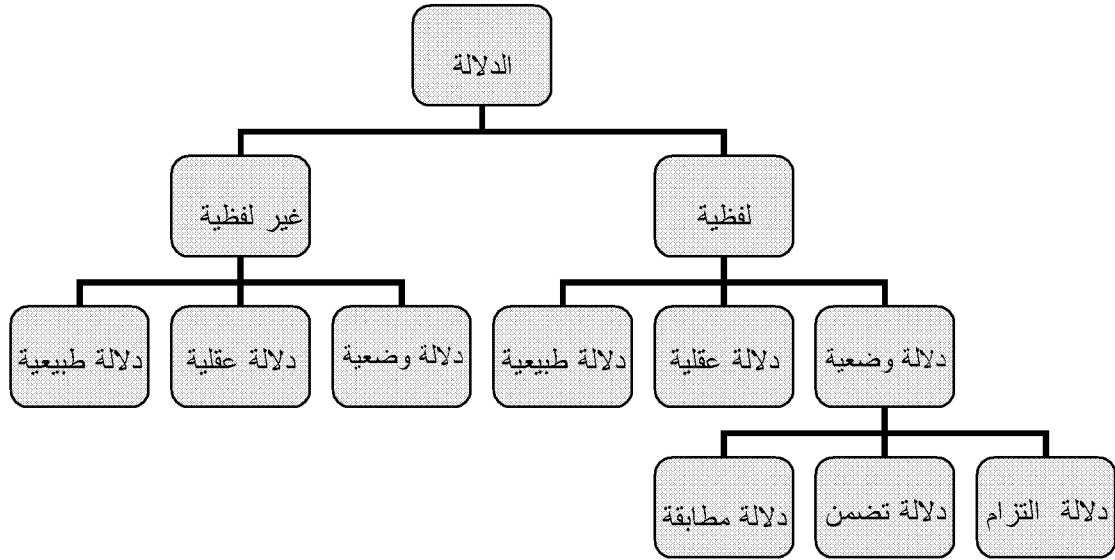 الدلالة
لفظية
غير لفظية
دلالة وضعية
دلالة عقلية
دلالة طبيعية
دلالة وضعية
دلالة عقلية
دلالة طبيعية
دلالة التزام
دلالة تضمن
دلالة مطابقة